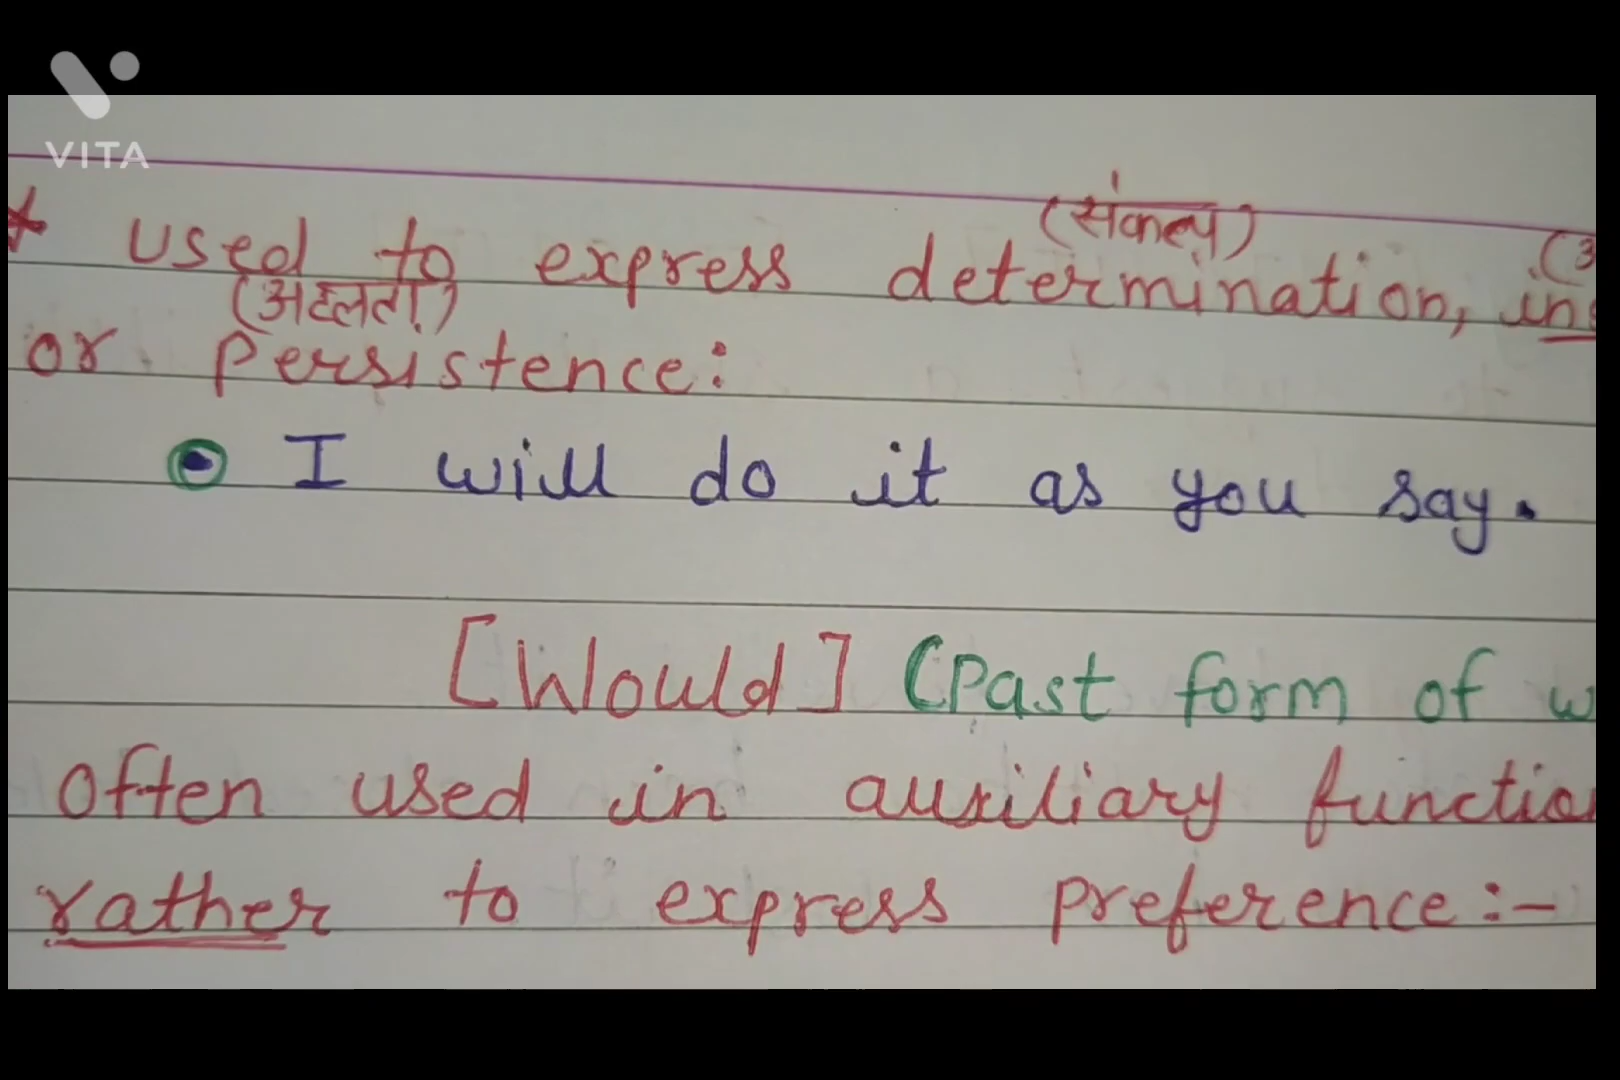 VITA
(संकल्प)
used to express determination,
(अटलता)
or Persistence:
I will do it as you say.
[Would] (Past form of
often used in auxiliary
rather to express preference:-